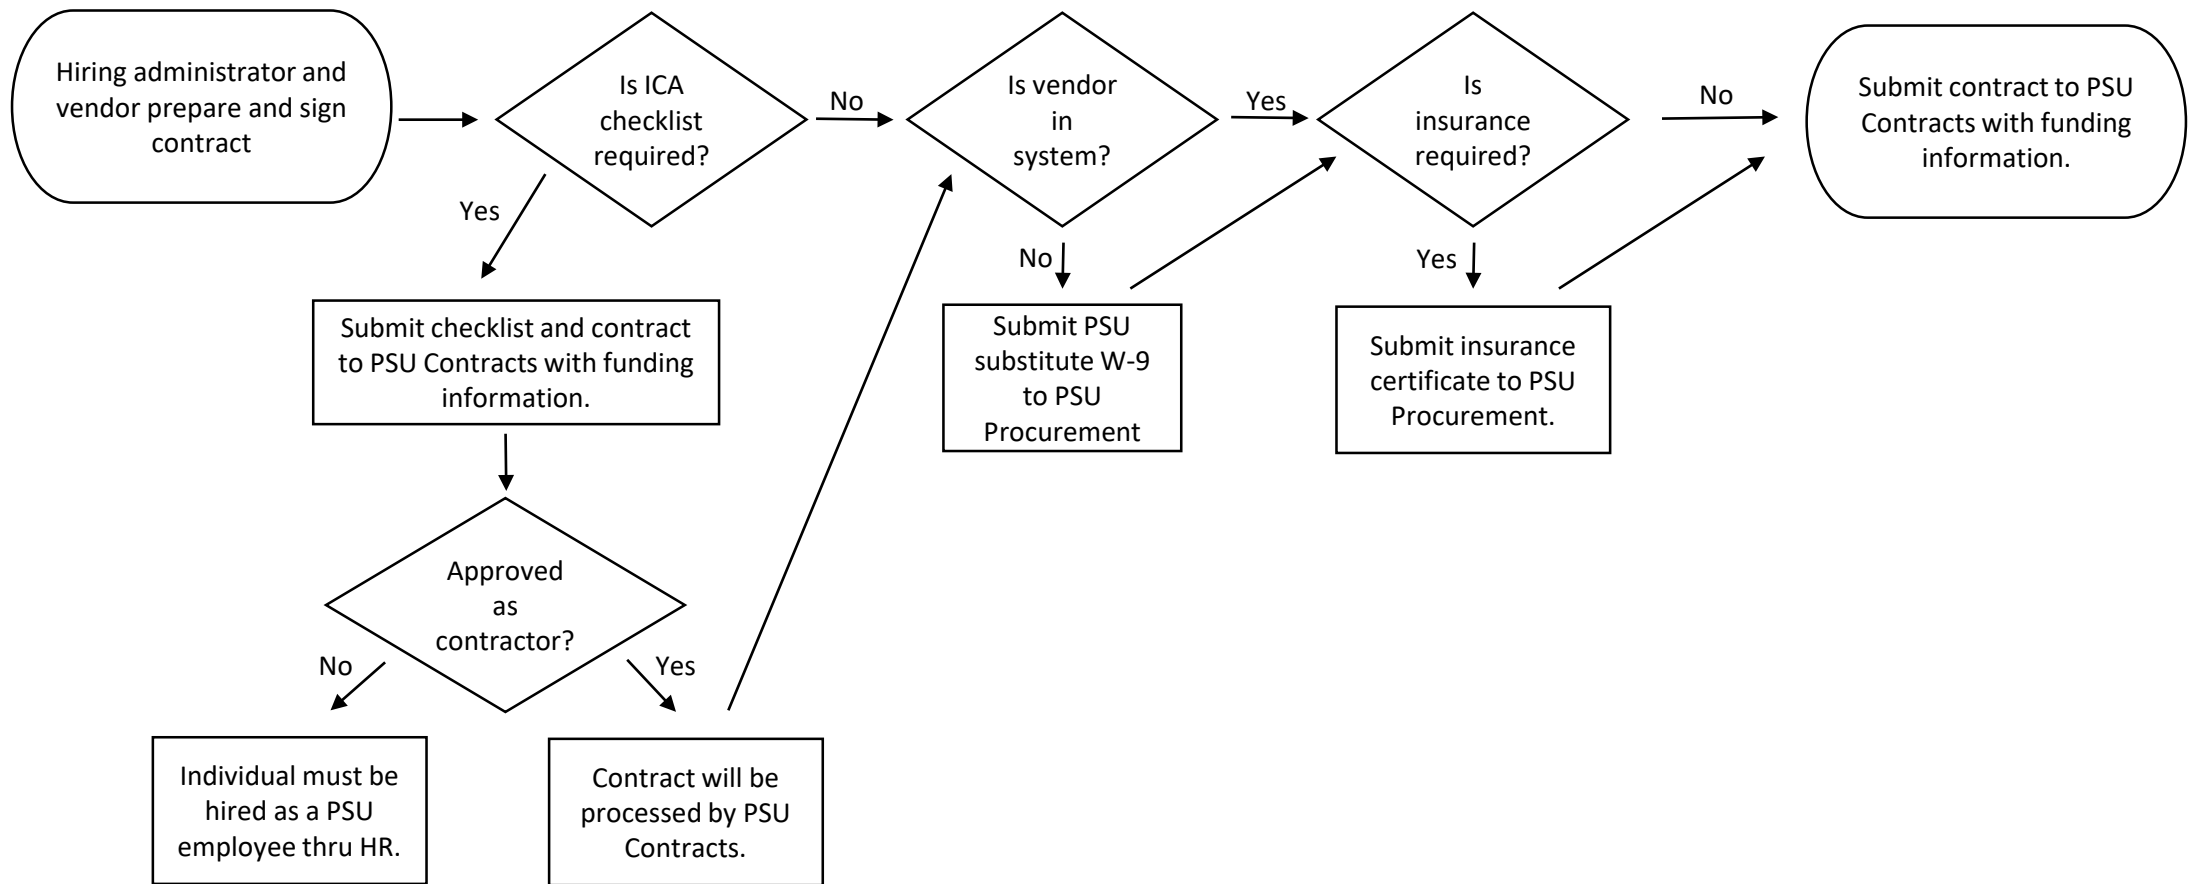 Hiring administrator and
vendor prepare and sign
contract
Is ICA
checklist
required?
No
Is vendor
in
system?
Yes
Is
insurance
required?
No
Submit contract to PSU
Contracts with funding
information.
Yes
Submit checklist and contract
to PSU Contracts with funding
information.
No
Submit PSU
substitute W-9
to PSU
Procurement
Yes
Submit insurance
certificate to PSU
Procurement.
Approved
as
contractor?
No
Yes
Individual must be
hired as a PSU
employee thru HR.
Contract will be
processed by PSU
Contracts.